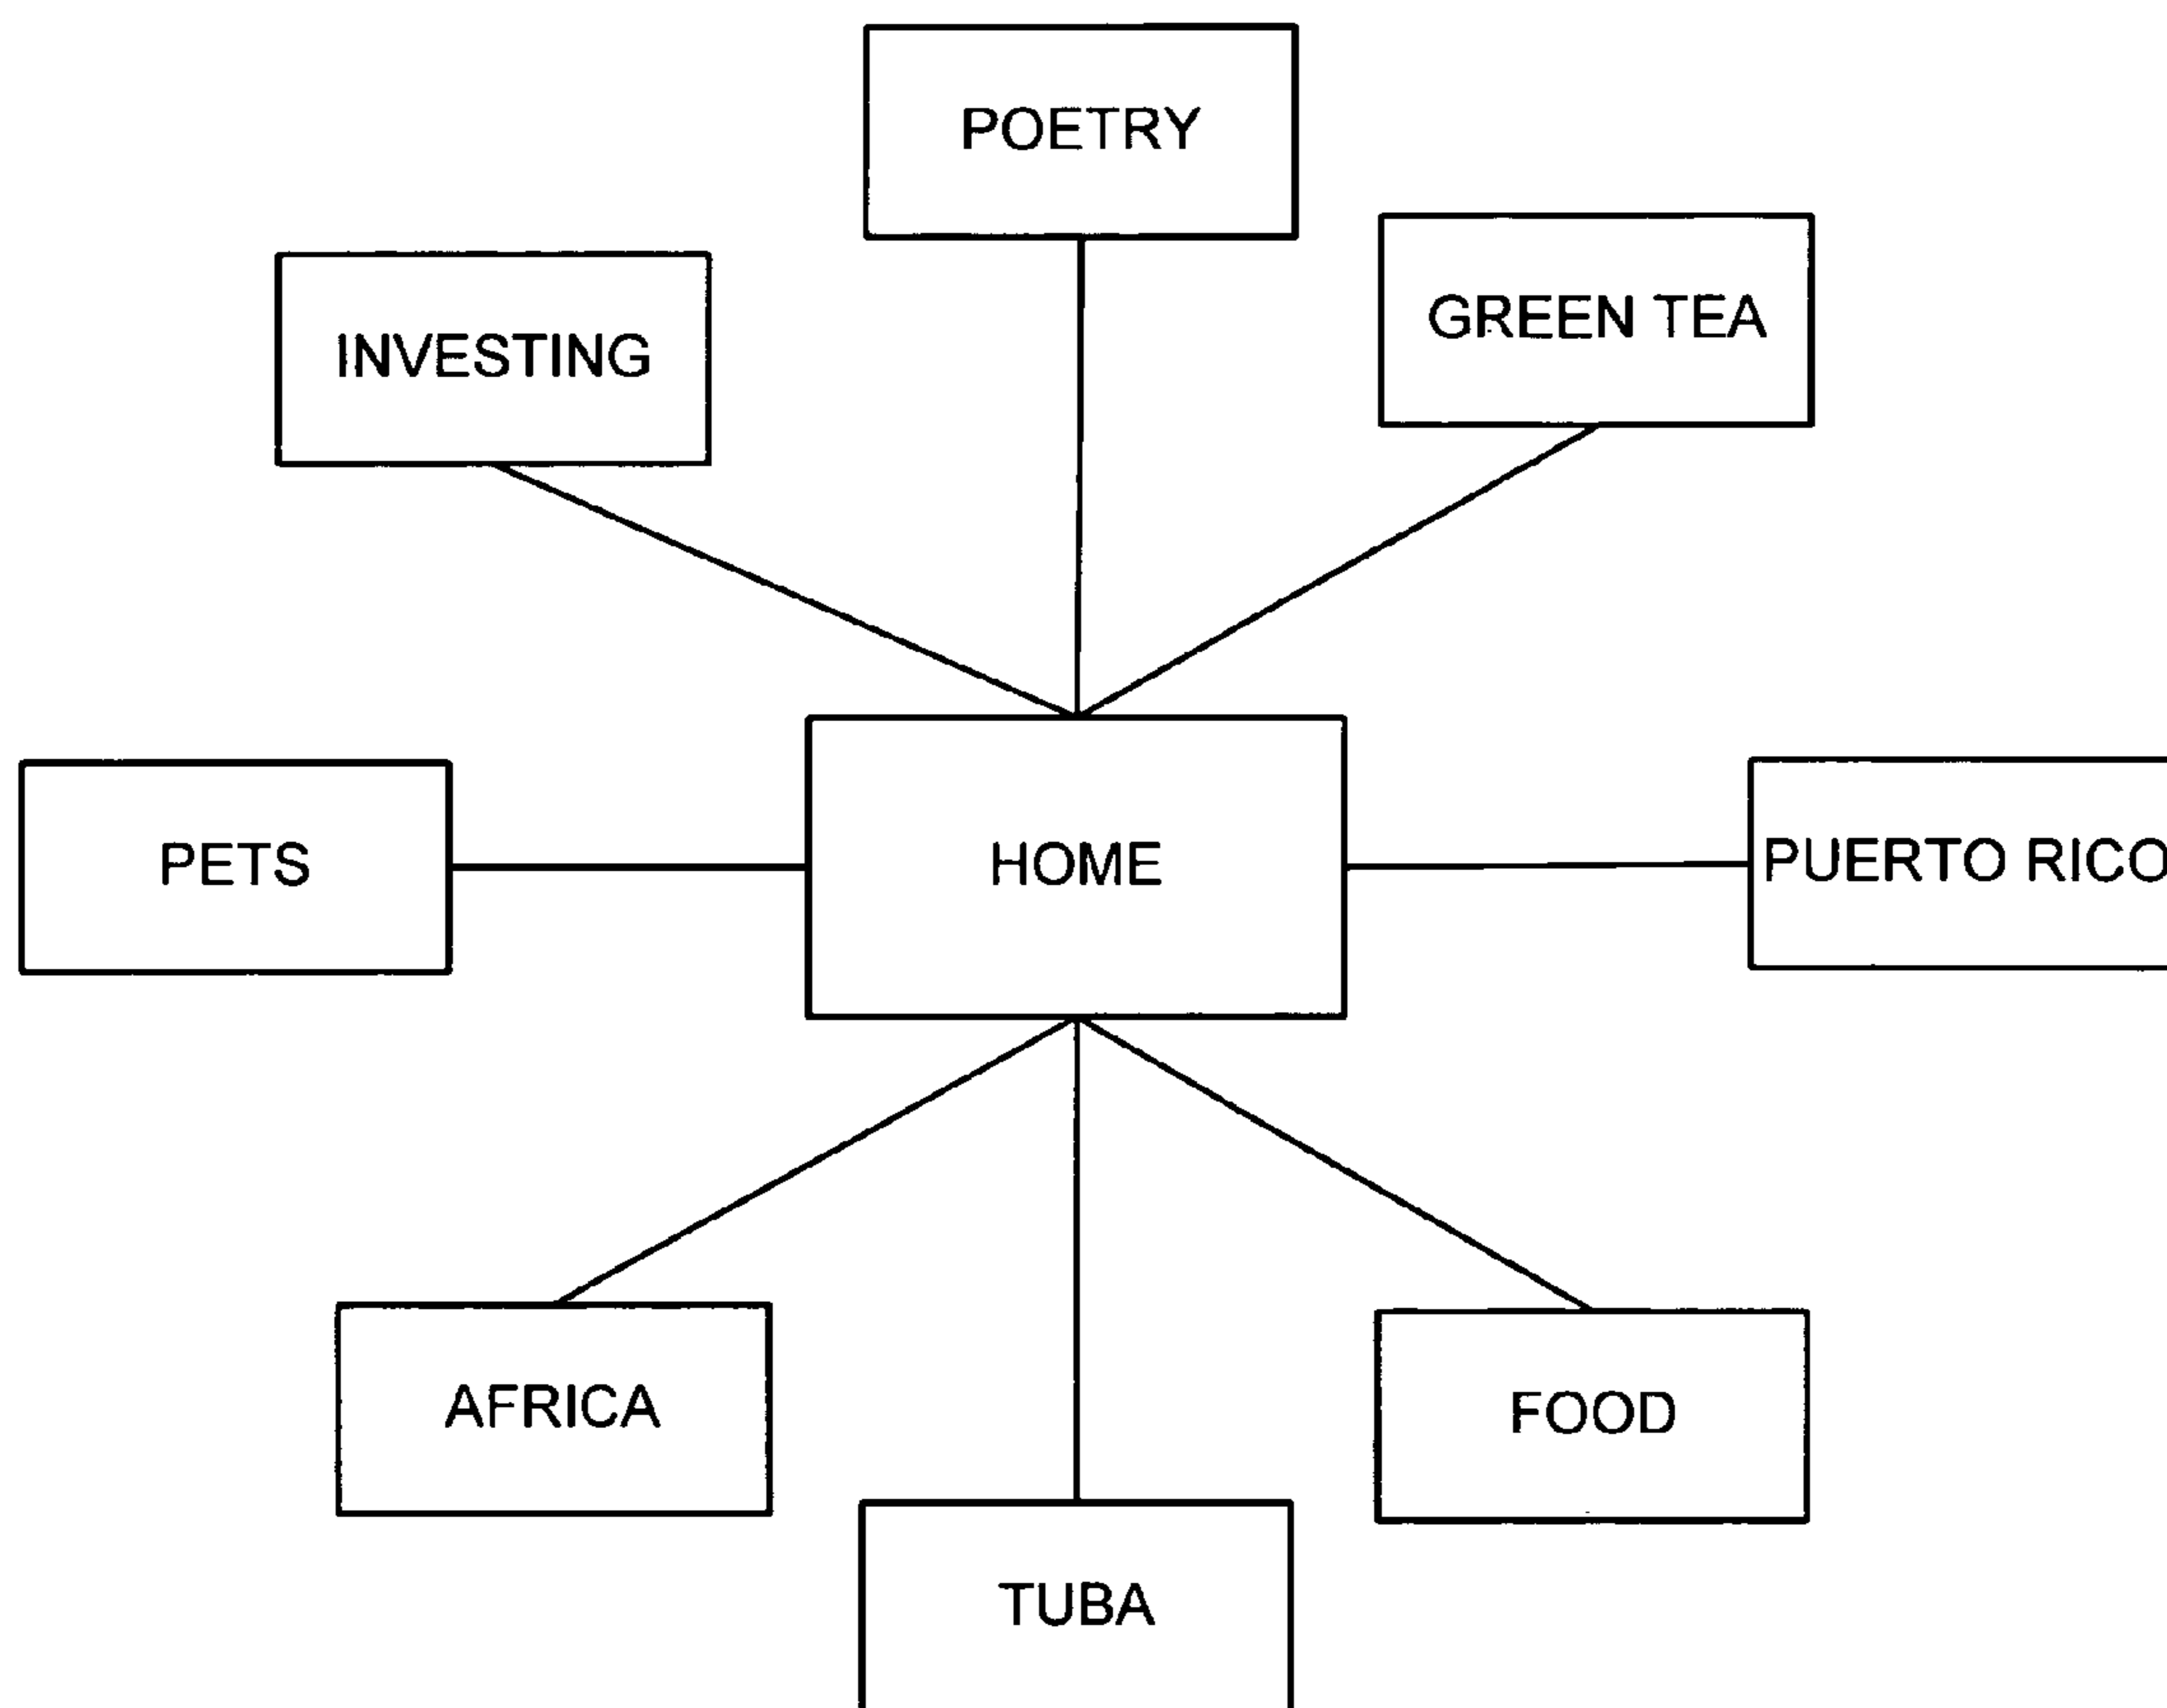 POETRY
GREEN TEA
INVESTING
PETS
HOME
PUERTO RICO
AFRICA
FOOD
TUBA